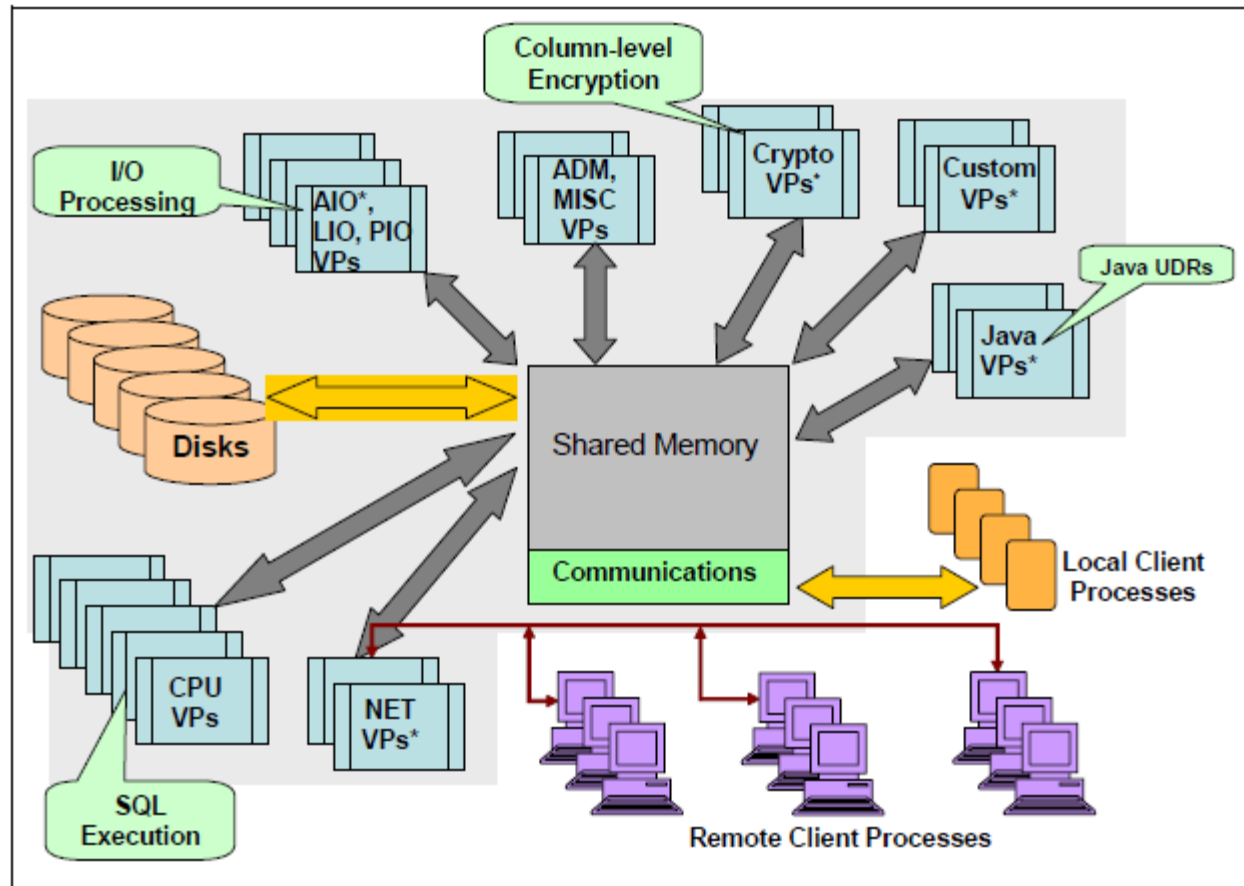 Column-level
Encryption
I/O
Processing
AIO*,
LIO, PIO
VPs
ADM,
MISC
VPs
Crypto
VPs*
Custom
VPs*
Java UDRs
Java
VPs*
Disks
Shared Memory
Communications
Local Client
Processes
CPU
VPs
NET
VPs*
SQL
Execution
Remote Client Processes